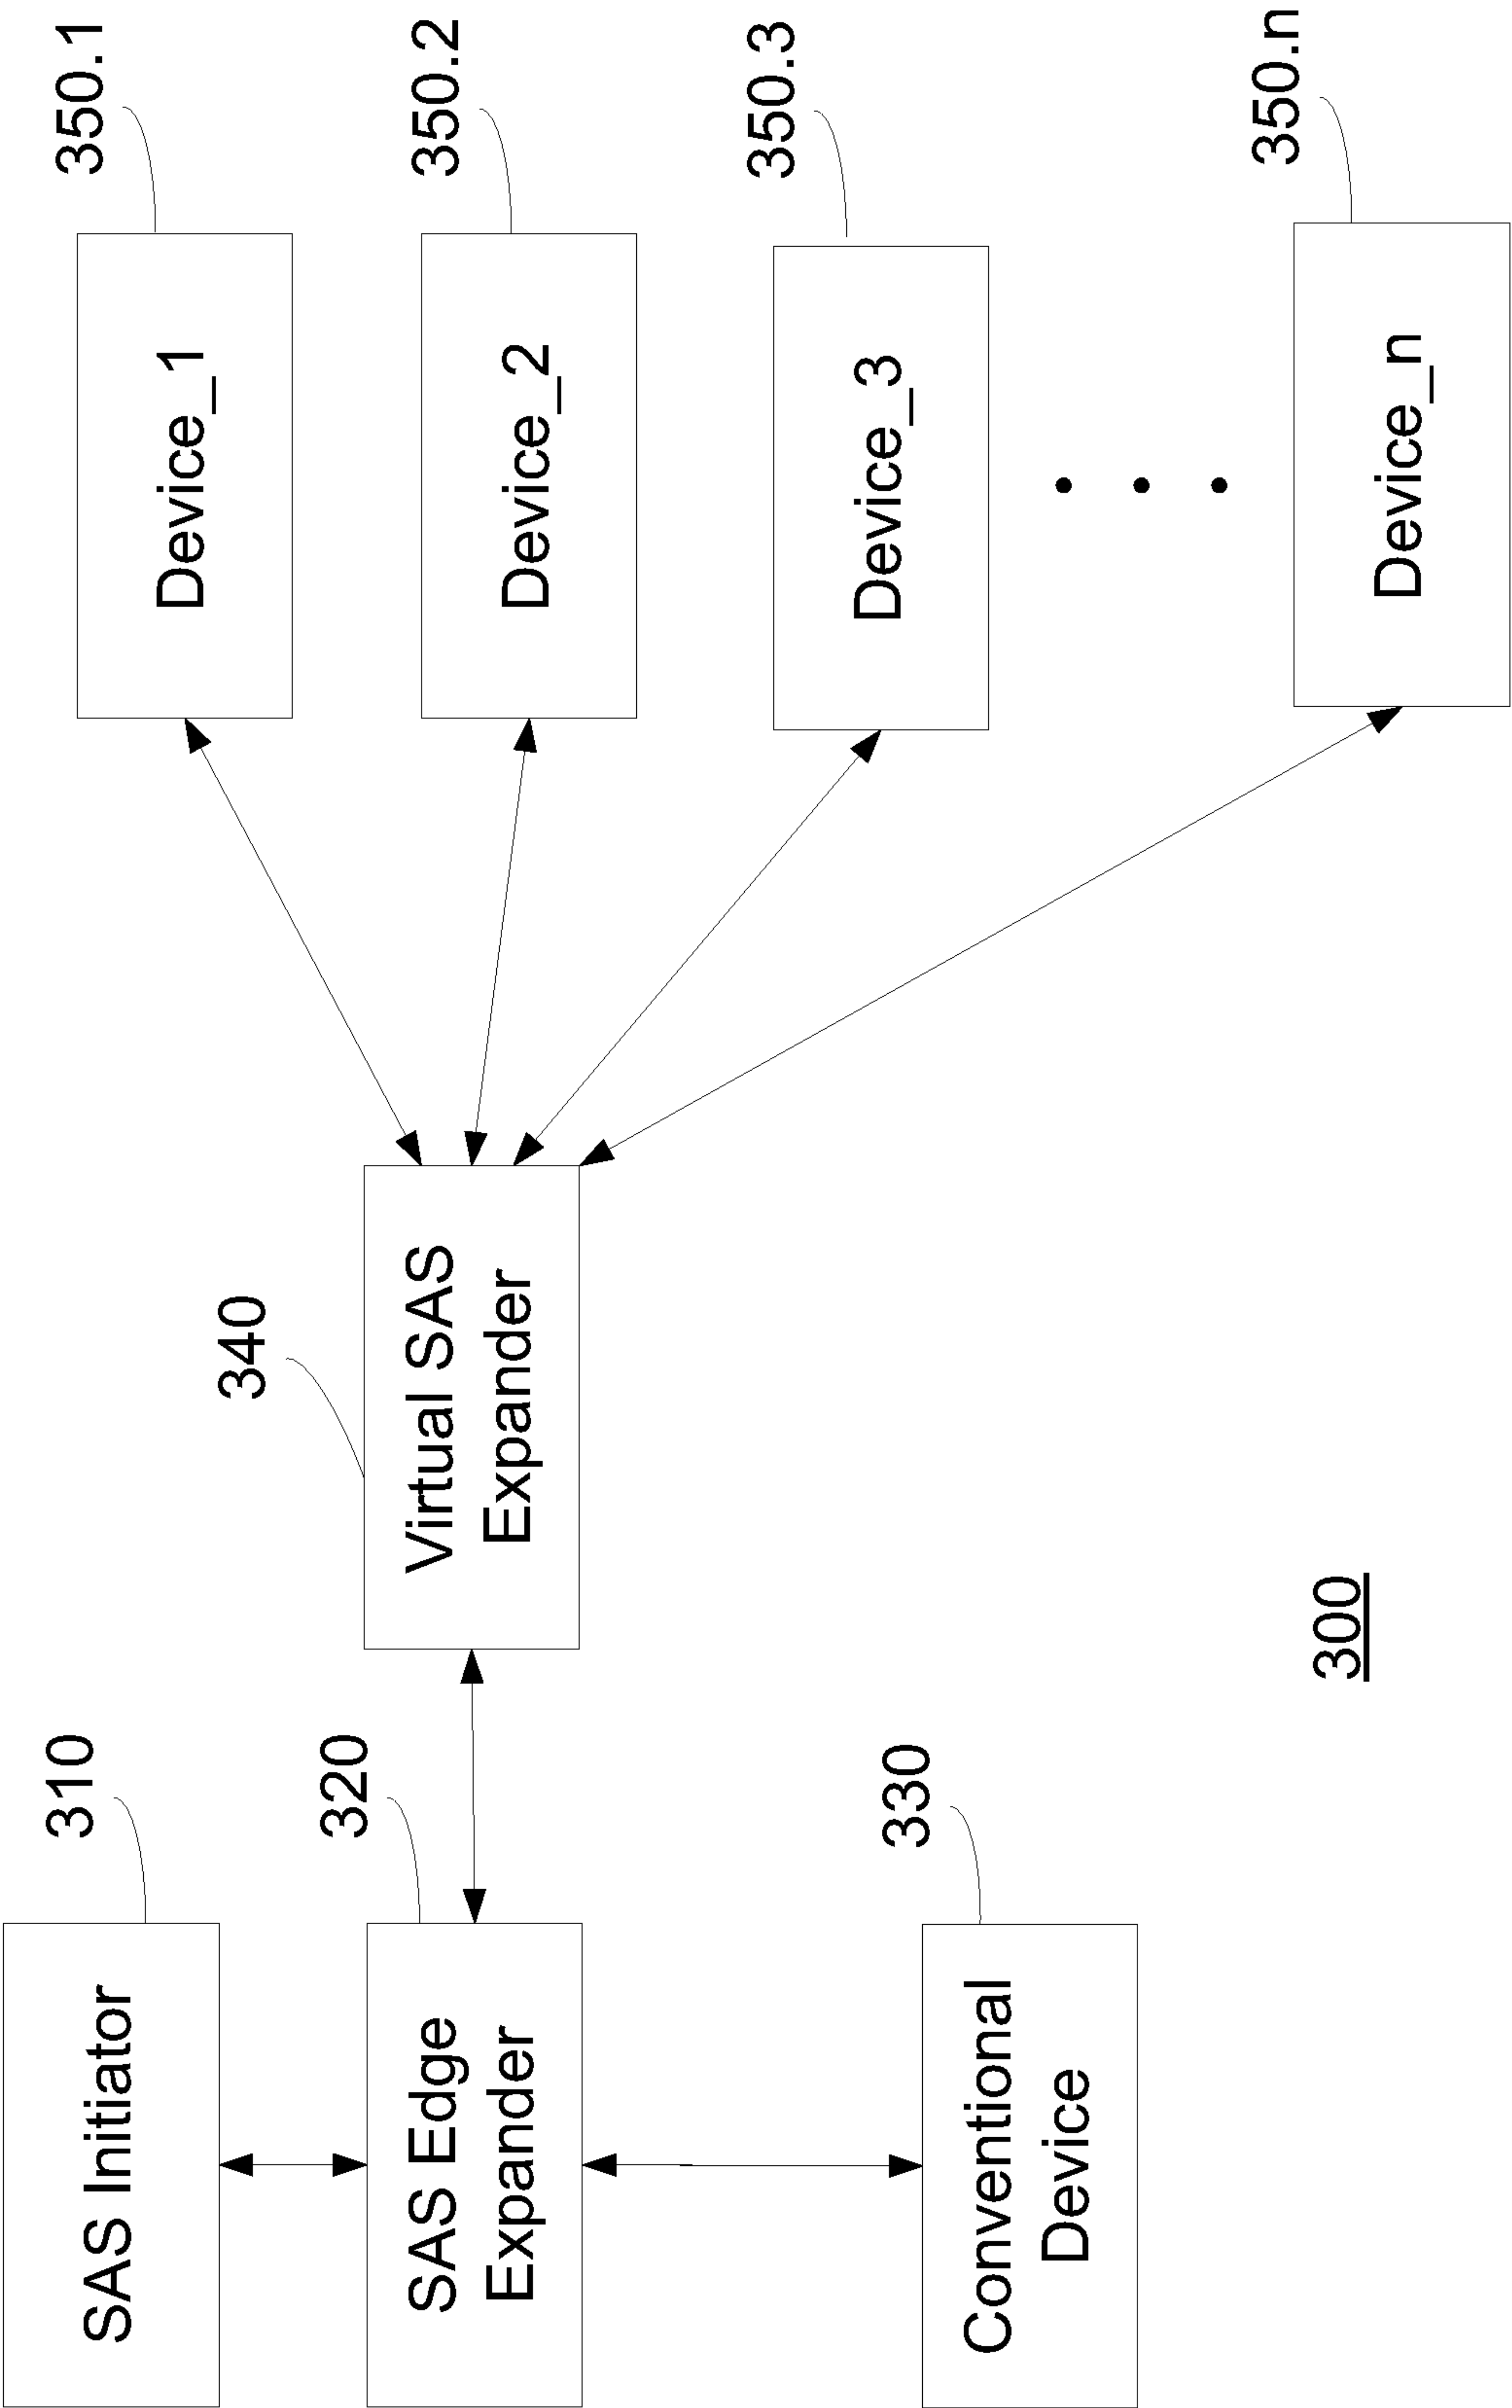 310
SAS Initiator
320
SAS Edge
Expander
330
Conventional
Device
300
340
Virtual SAS
Expander
350.1
Device_1
350.2
Device_2
350.3
Device_3
350.n
Device_n